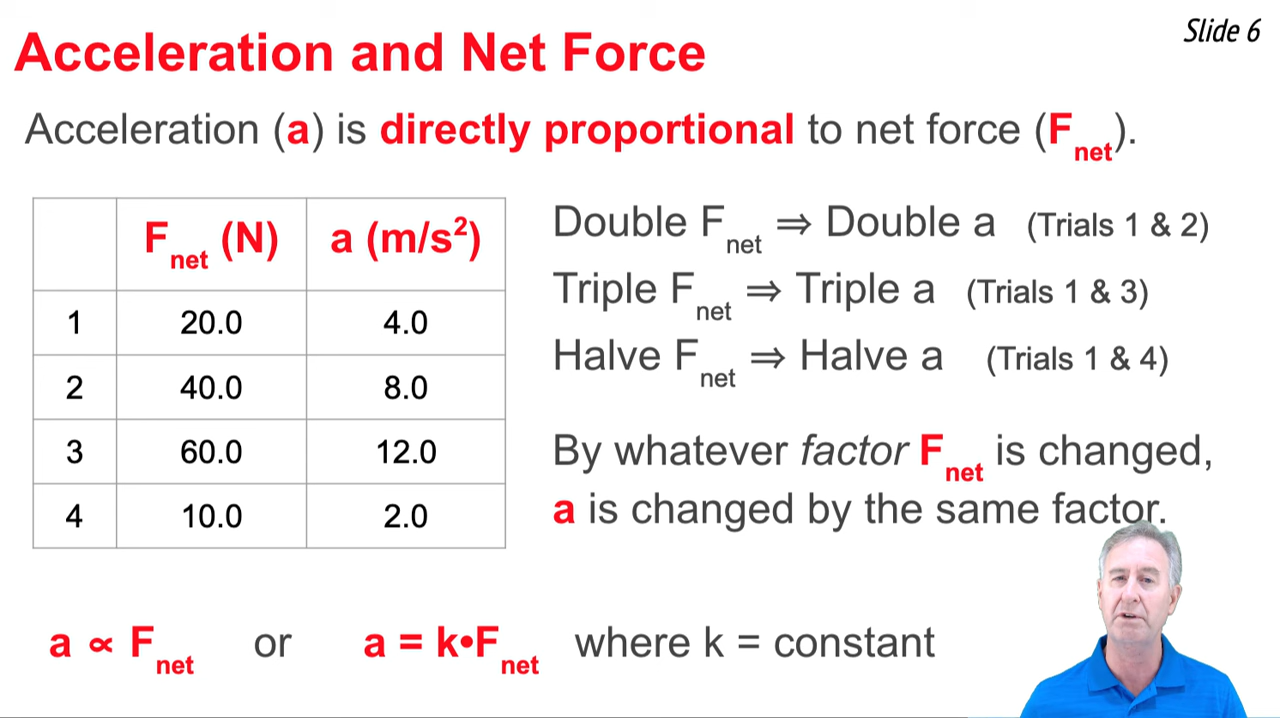 Slide 6
Acceleration and Net Force
Acceleration (a) is directly proportional to net force (Fnet).
Fnet (N) a (m/s²)
1 20.0 4.0
2 40.0 8.0
3 60.0 12.0
4 10.0 2.0
Double Fnet ⇒ Double a (Trials 1 & 2)
Triple Fnet ⇒ Triple a (Trials 1 & 3)
Halve Fnet ⇒ Halve a (Trials 1 & 4)
By whatever factor Fnet is changed,
a is changed by the same factor.
a ∝ Fnet or a = k•Fnet where k = constant